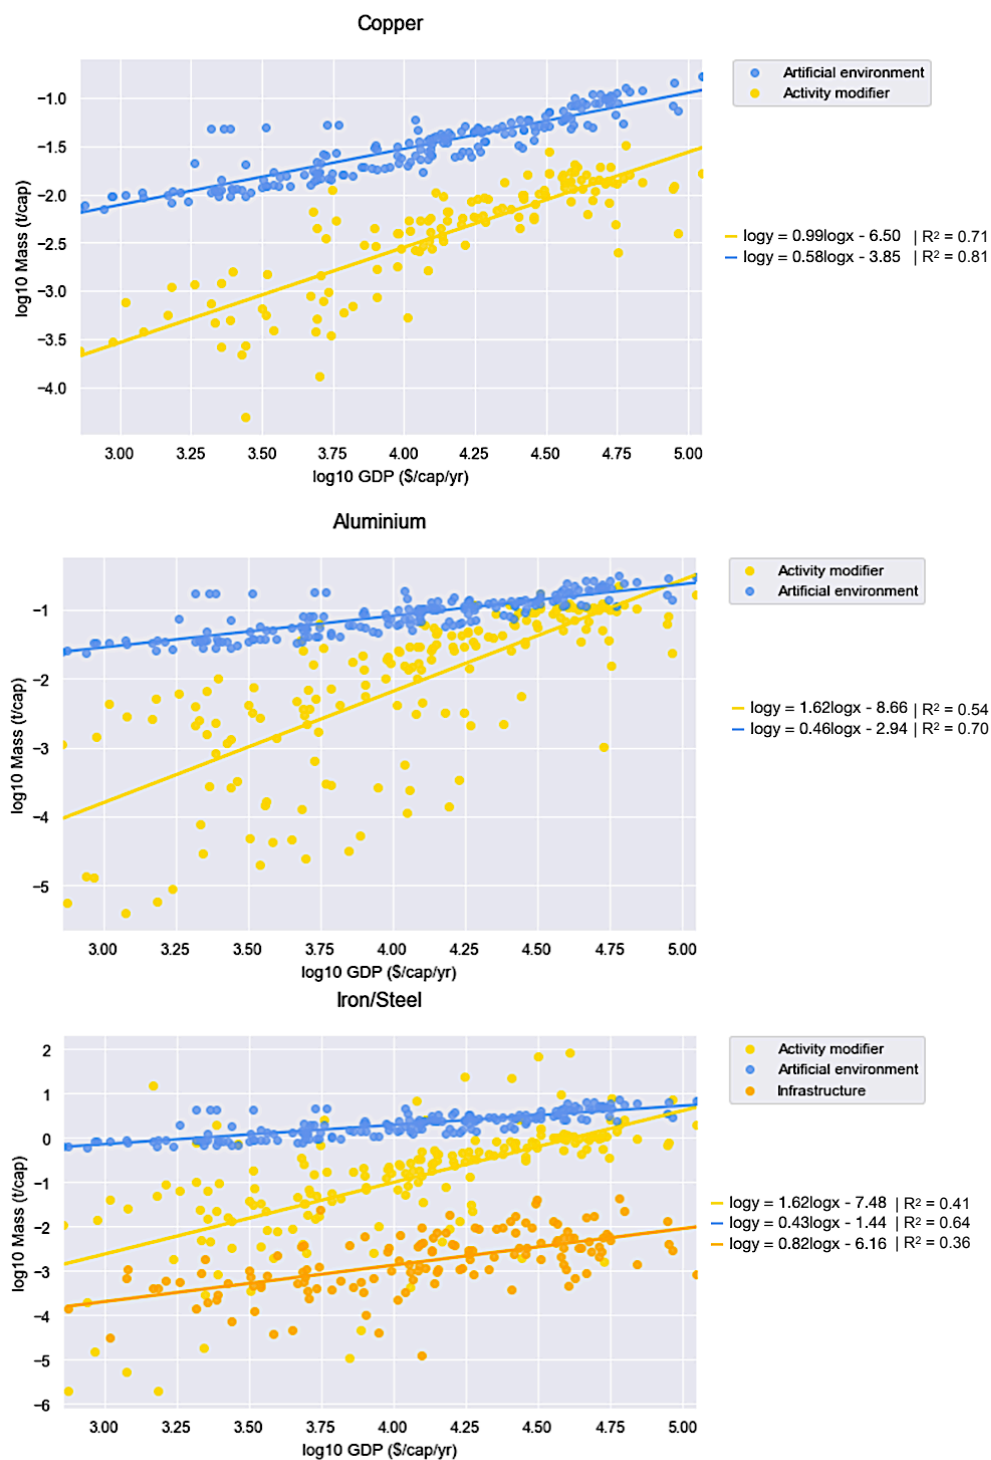 Copper
Artificial environment
Activity modifier
−1.0
−1.5
−2.0
−2.5
−3.0
−3.5
−4.0
log10 Mass (t/cap)
logy = 0.99logx - 6.50 | R² = 0.71
logy = 0.58logx - 3.85 | R² = 0.81
3.00 3.25 3.50 3.75 4.00 4.25 4.50 4.75 5.00
log10 GDP ($/cap/yr)
Aluminium
Activity modifier
Artificial environment
−1
−2
−3
−4
−5
log10 Mass (t/cap)
logy = 1.62logx - 8.66 | R² = 0.54
logy = 0.46logx - 2.94 | R² = 0.70
3.00 3.25 3.50 3.75 4.00 4.25 4.50 4.75 5.00
log10 GDP ($/cap/yr)
Iron/Steel
Activity modifier
Artificial environment
Infrastructure
2
1
0
−1
−2
−3
−4
−5
−6
log10 Mass (t/cap)
logy = 1.62logx - 7.48 | R² = 0.41
logy = 0.43logx - 1.44 | R² = 0.64
logy = 0.82logx - 6.16 | R² = 0.36
3.00 3.25 3.50 3.75 4.00 4.25 4.50 4.75 5.00
log10 GDP ($/cap/yr)